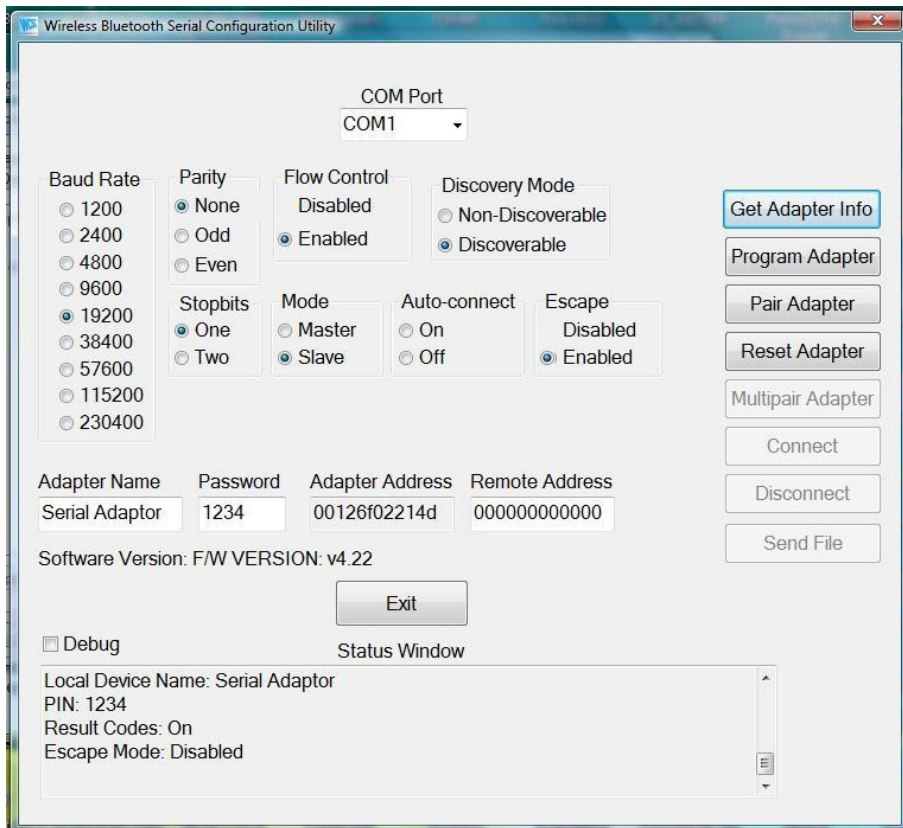 Wireless Bluetooth Serial Configuration Utility
COM Port
COM1
Baud Rate
1200
2400
4800
9600
19200
38400
57600
115200
230400
Parity
None
Odd
Even
Flow Control
Disabled
Enabled
Discovery Mode
Non-Discoverable
Discoverable
Stopbits
One
Two
Mode
Master
Slave
Auto-connect
On
Off
Escape
Disabled
Enabled
Get Adapter Info
Program Adapter
Pair Adapter
Reset Adapter
Multipair Adapter
Connect
Disconnect
Send File
Adapter Name
Serial Adaptor
Password
1234
Adapter Address
00126f02214d
Remote Address
000000000000
Software Version: F/W VERSION: v4.22
Exit
Debug
Status Window
Local Device Name: Serial Adaptor
PIN: 1234
Result Codes: On
Escape Mode: Disabled